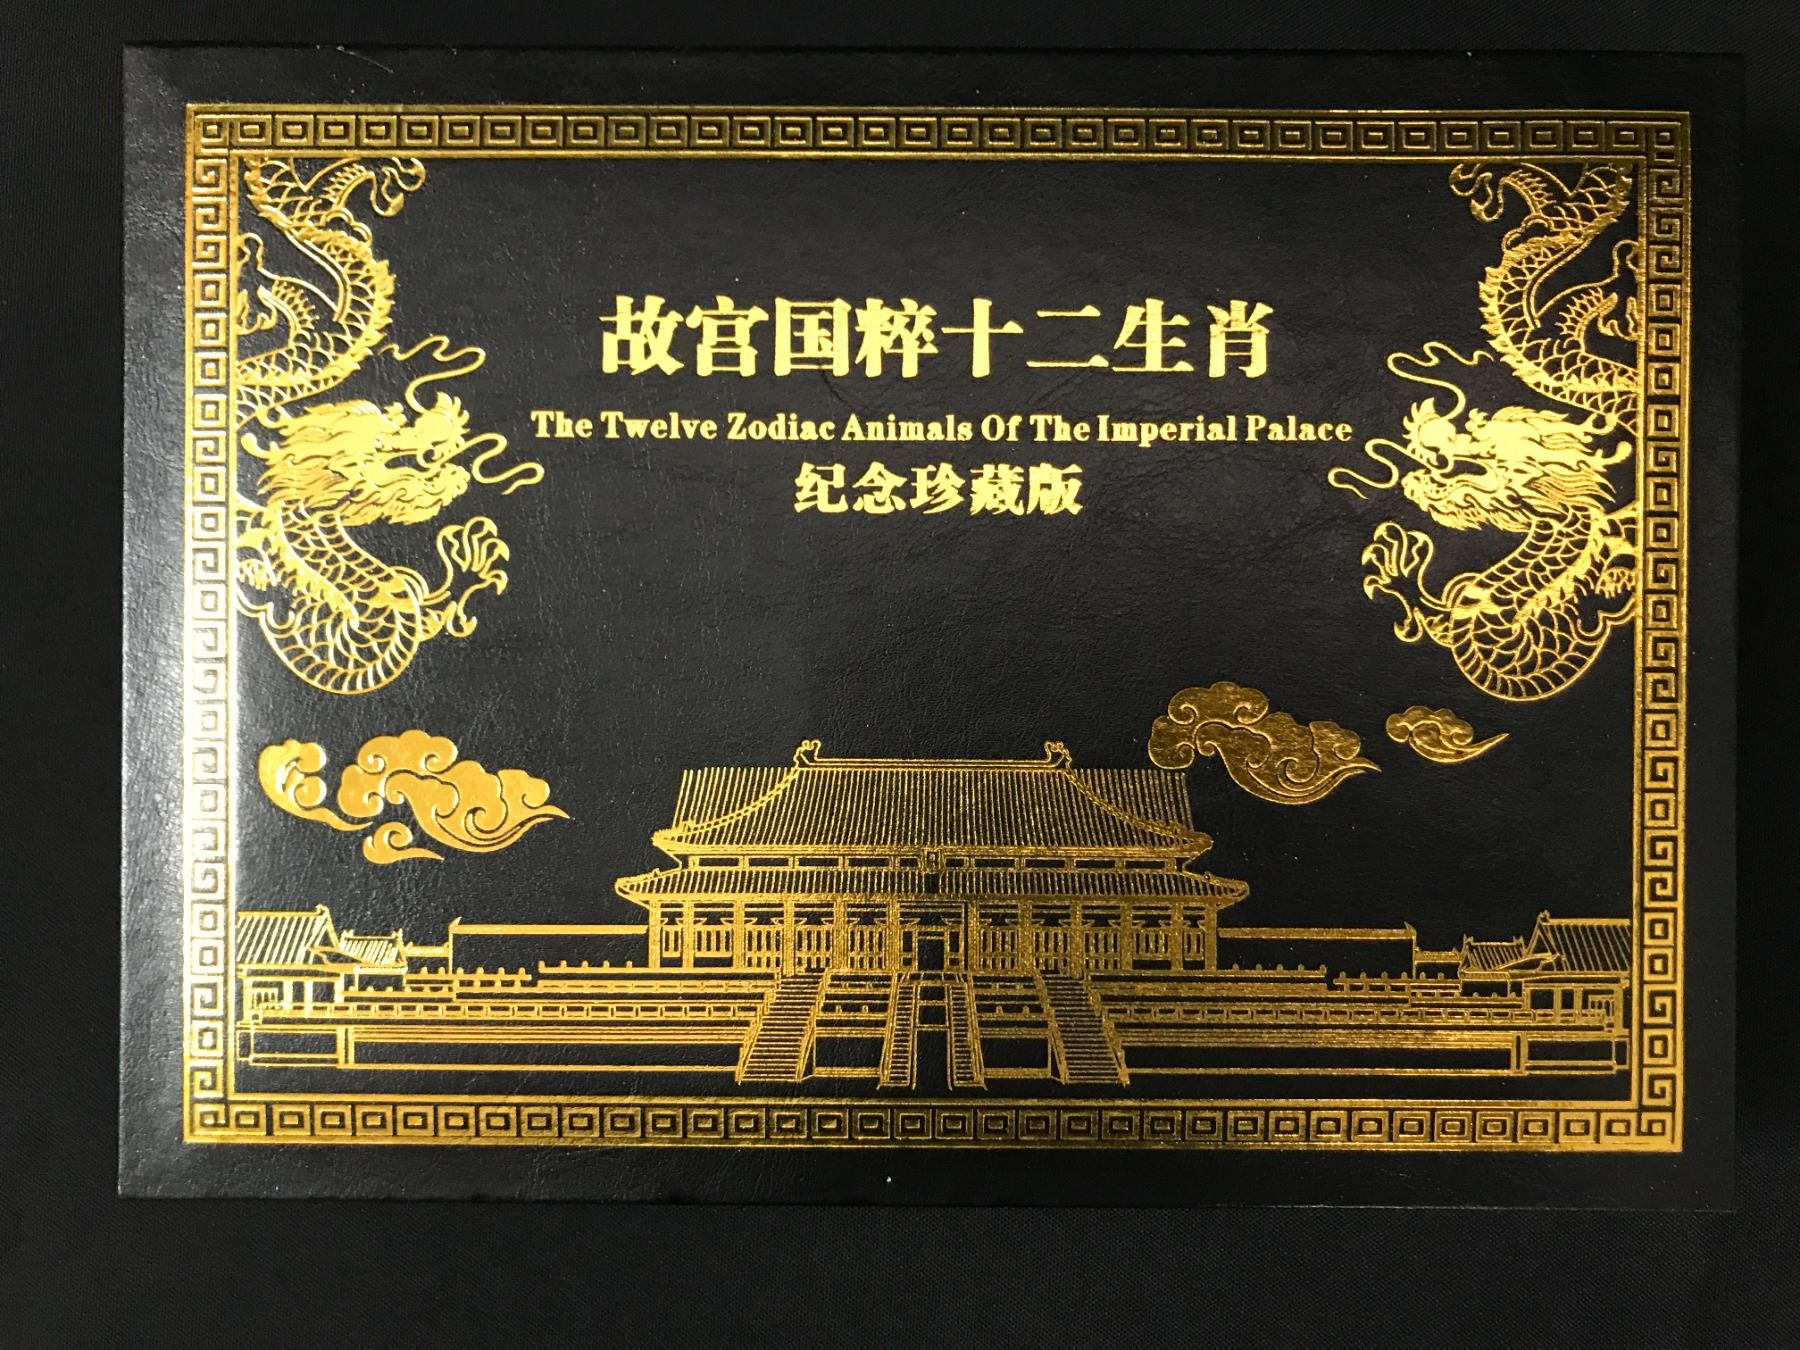 故宫国粹十二生肖
The Twelve Zodiac Animals Of The Imperial Palace
纪念珍藏版